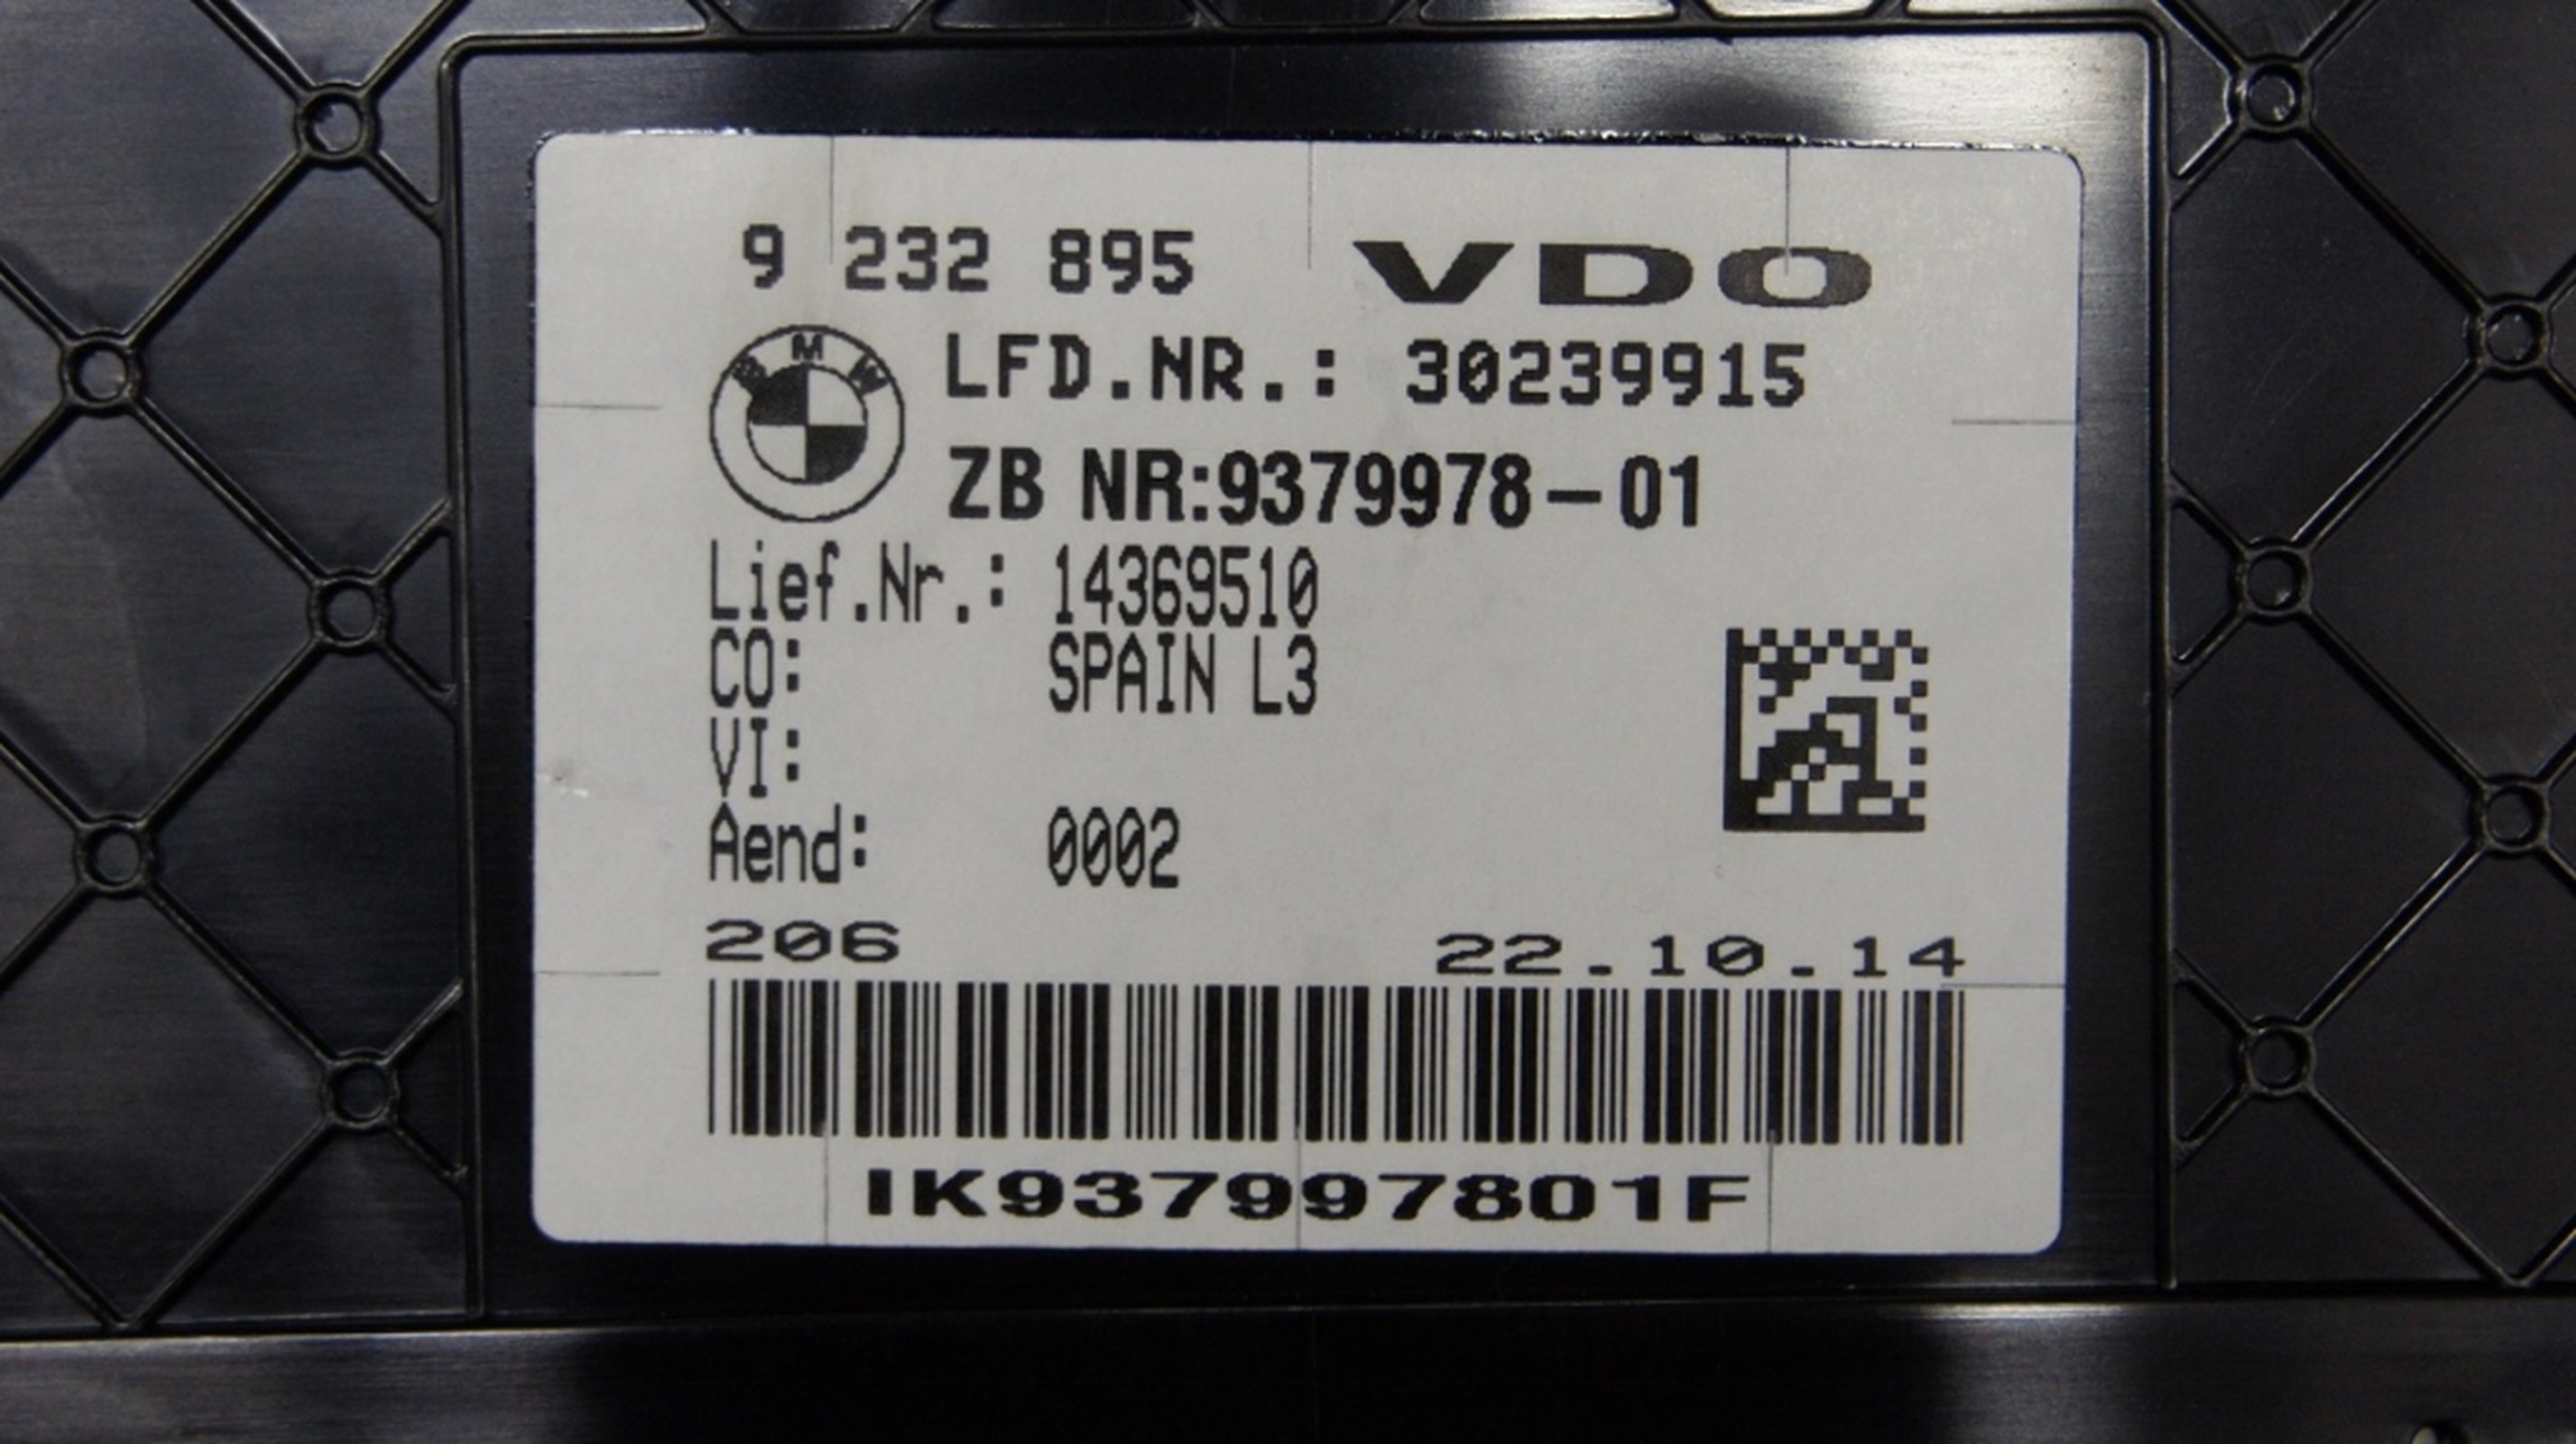 9 232 895 VDO
BMW
LFD.NR.: 30239915
ZB NR:9379978-01
Lief.Nr.: 14369510
CO: SPAIN L3
VI:
Aend: 0002
206 22.10.14
IK937997801F